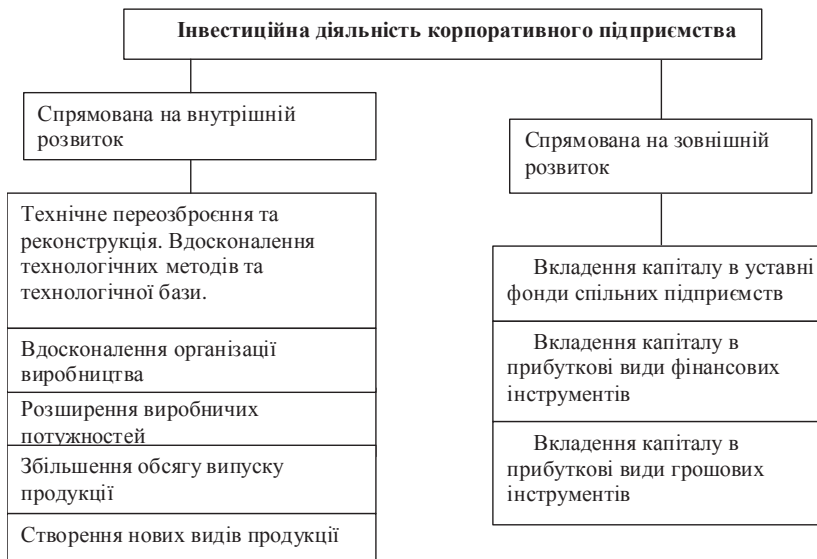 Інвестиційна діяльність корпоративного підприємства
Спрямована на внутрішній
розвиток
Технічне переозброєння та
реконструкція. Вдосконалення
технологічних методів та
технологічної бази.
Вдосконалення організації
виробництва
Розширення виробничих
потужностей
Збільшення обсягу випуску
продукції
Створення нових видів продукції
Спрямована на зовнішній
розвиток
Вкладення капіталу в уставні
фонди спільних підприємств
Вкладення капіталу в
прибуткові види фінансових
інструментів
Вкладення капіталу в
прибуткові види грошових
інструментів